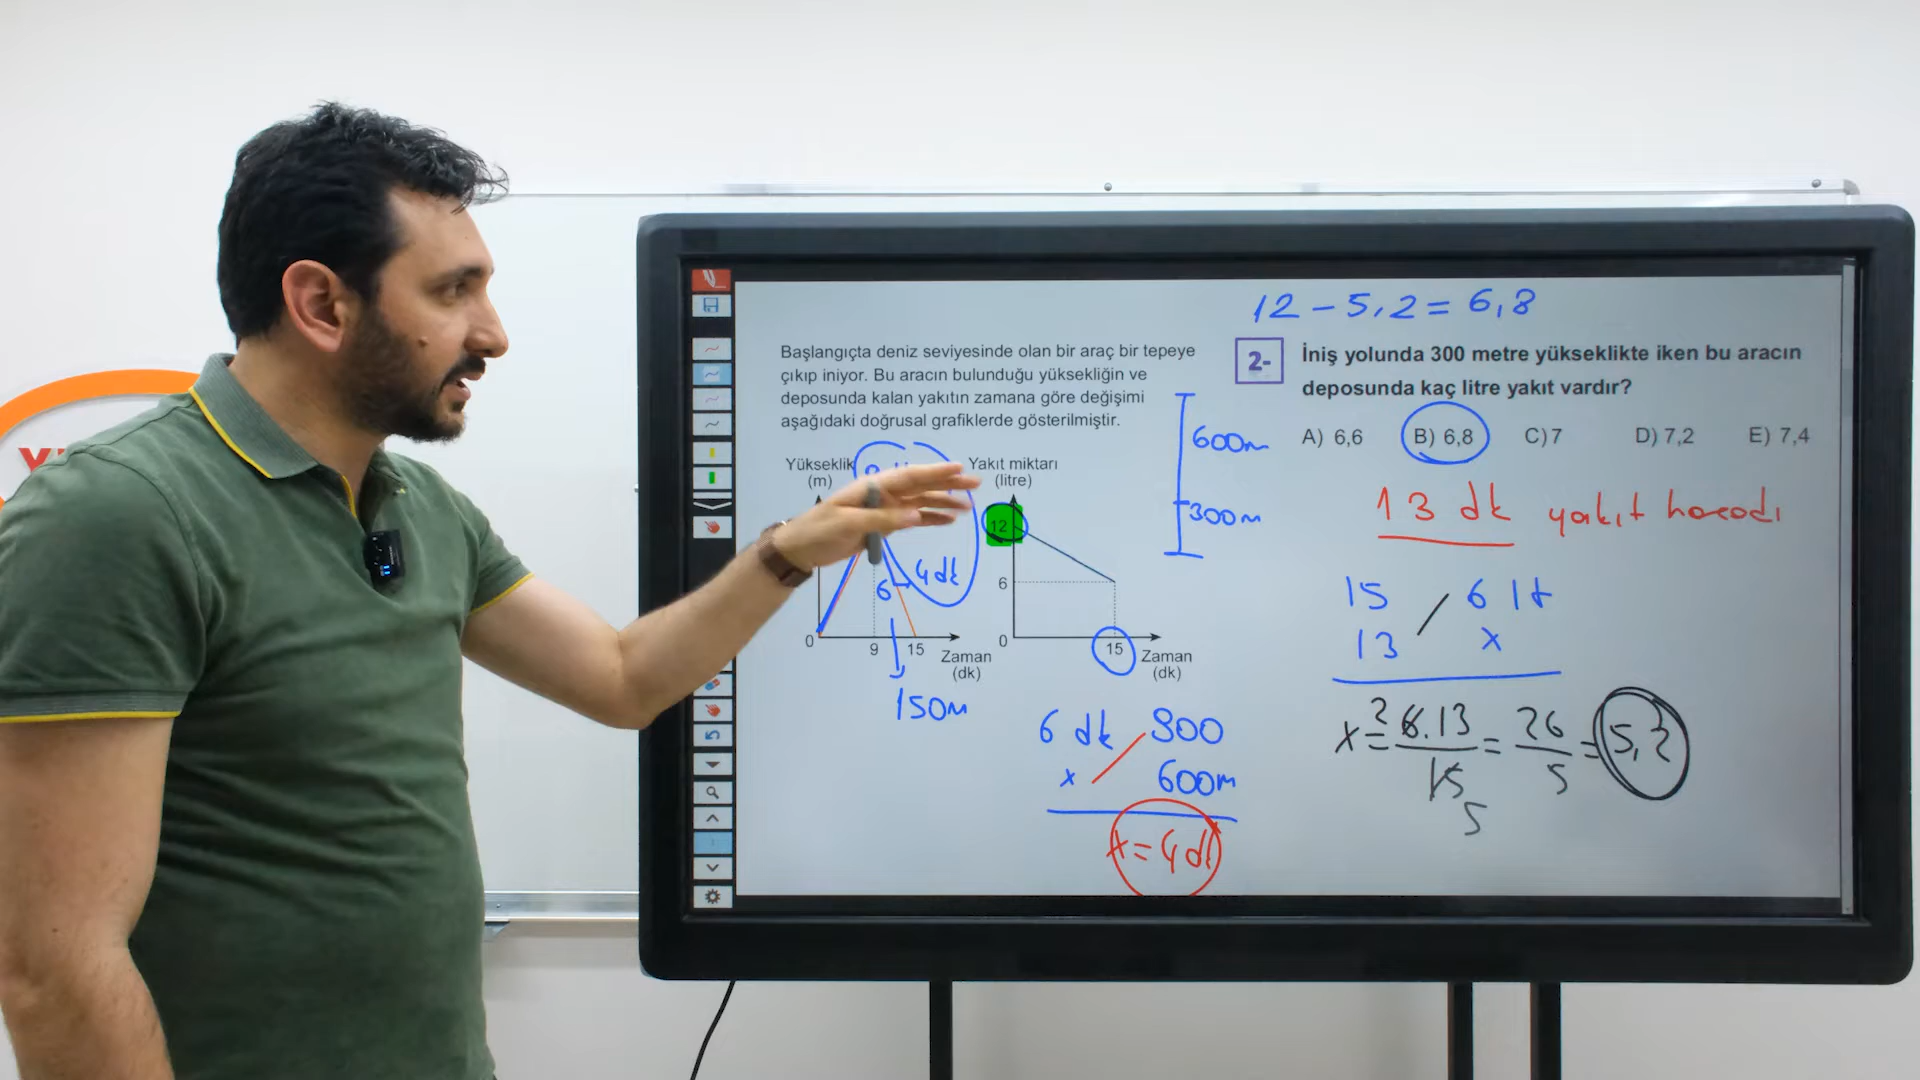 12 - 5,2 = 6,8
Başlangıçta deniz seviyesinde olan bir araç bir tepeye
çıkıp iniyor. Bu aracın bulunduğu yüksekliğin ve
deposunda kalan yakıtın zamana göre değişimi
aşağıdaki doğrusal grafiklerde gösterilmiştir.
Yükseklik
(m)
0
9
15
Zaman
(dk)
6
4dk
150m
Yakıt miktarı
(litre)
12
6
0
15
Zaman
(dk)
600m
300m
6 dk 900
x 600m
x = 4dk
2- İniş yolunda 300 metre yükseklikte iken bu aracın
deposunda kaç litre yakıt vardır?
A) 6,6 B) 6,8 C) 7 D) 7,2 E) 7,4
13 dk yakıt harcadı
15 6 lt
13 x
x = 6.13 / 15 = 26 / 5 = 5,2
2
5